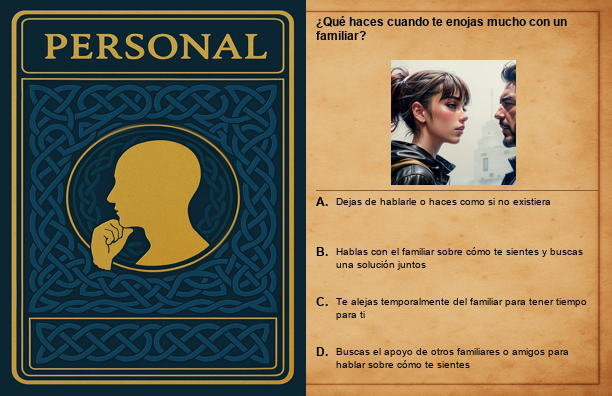 PERSONAL
¿Qué haces cuando te enojas mucho con un
familiar?
A. Dejas de hablarle o haces como si no existiera
B. Hablas con el familiar sobre cómo te sientes y buscas
una solución juntos
C. Te alejas temporalmente del familiar para tener tiempo
para ti
D. Buscas el apoyo de otros familiares o amigos para
hablar sobre cómo te sientes